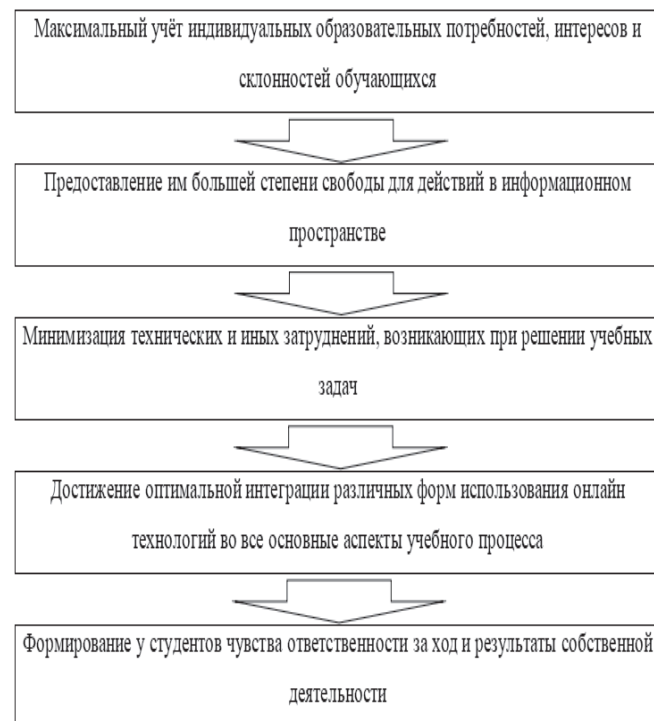 Максимальный учёт индивидуальных образовательных потребностей, интересов и
склонностей обучающихся
Предоставление им большей степени свободы для действий в информационном
пространстве
Минимизация технических и иных затруднений, возникающих при решении учебных
задач
Достижение оптимальной интеграции различных форм использования онлайн
технологий во все основные аспекты учебного процесса
Формирование у студентов чувства ответственности за ход и результаты собственной
деятельности